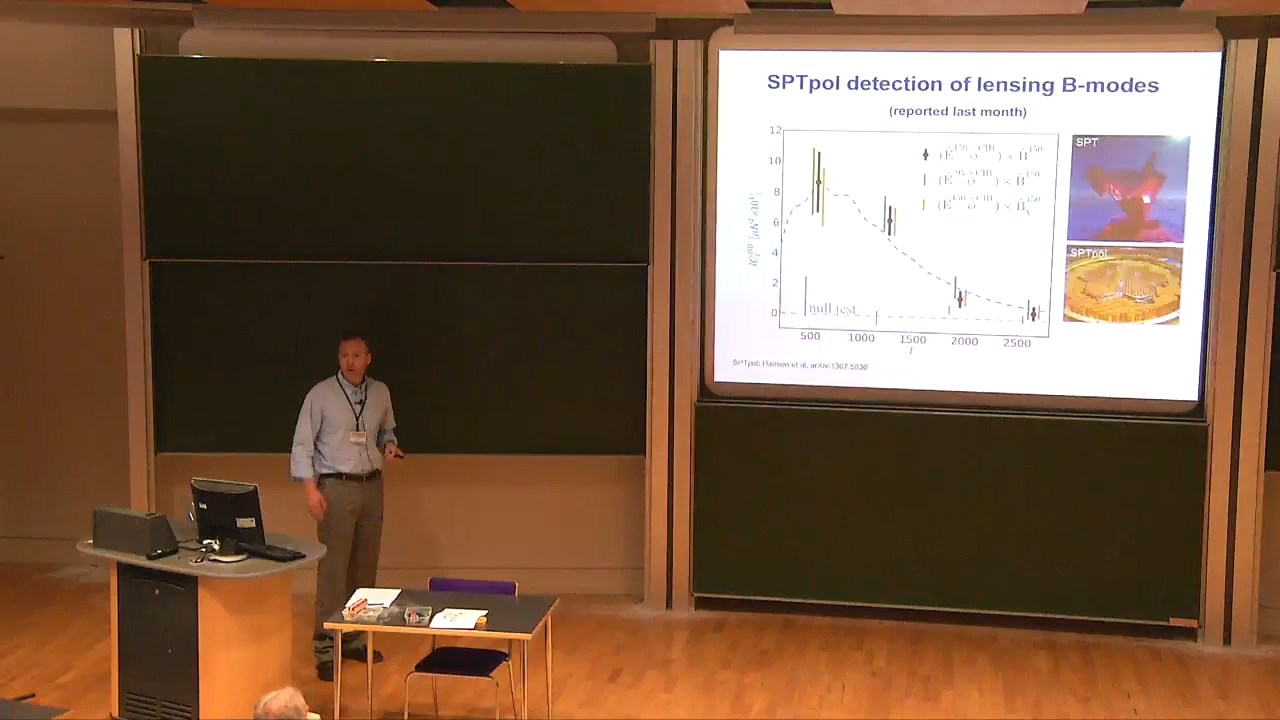 SPTpol detection of lensing B-modes
(reported last month)
12
10
8
6
4
2
0
null test
500 1000 1500 2000 2500
l
SPT
SPTpol
SPTpol: Hanson et al, arXiv:1307.5830